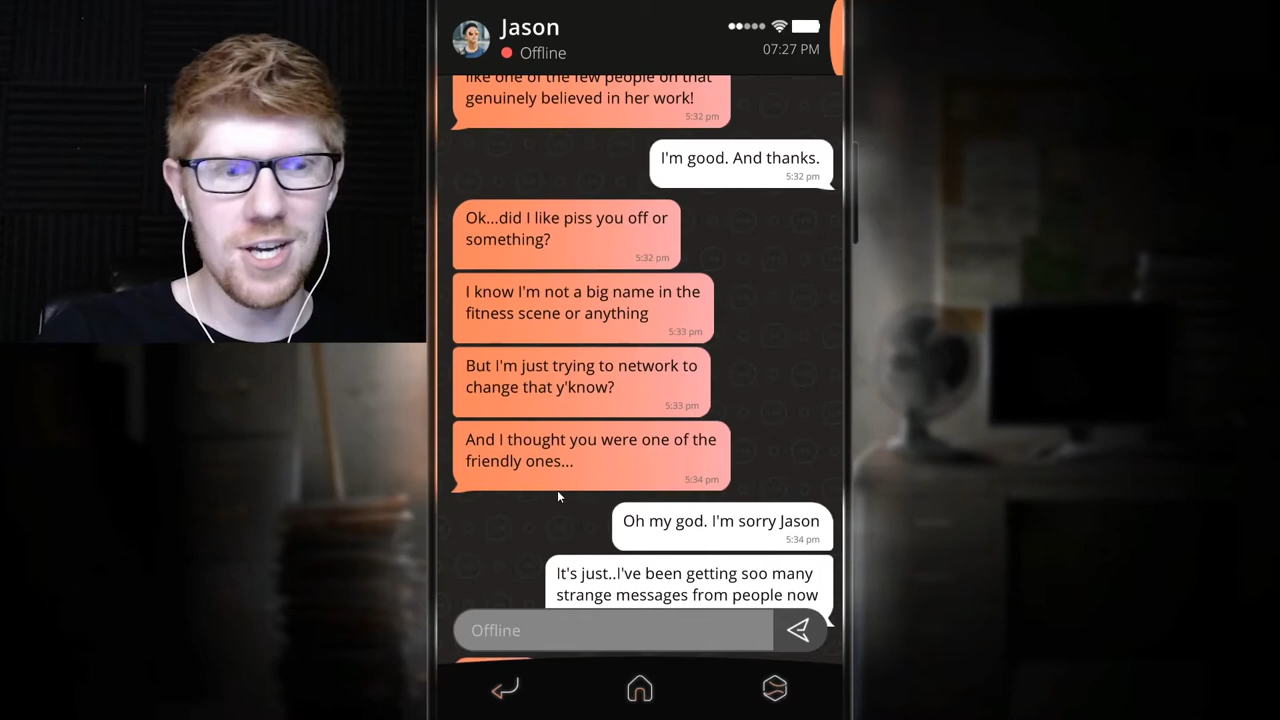 Jason
Offline
07:27 PM
like one of the few people on that
genuinely believed in her work!
5:32 pm
I'm good. And thanks.
5:32 pm
Ok...did I like piss you off or
something?
5:32 pm
I know I'm not a big name in the
fitness scene or anything
5:33 pm
But I'm just trying to network to
change that y'know?
5:33 pm
And I thought you were one of the
friendly ones...
5:34 pm
Oh my god. I'm sorry Jason
5:34 pm
It's just..I've been getting soo many
strange messages from people now
Offline